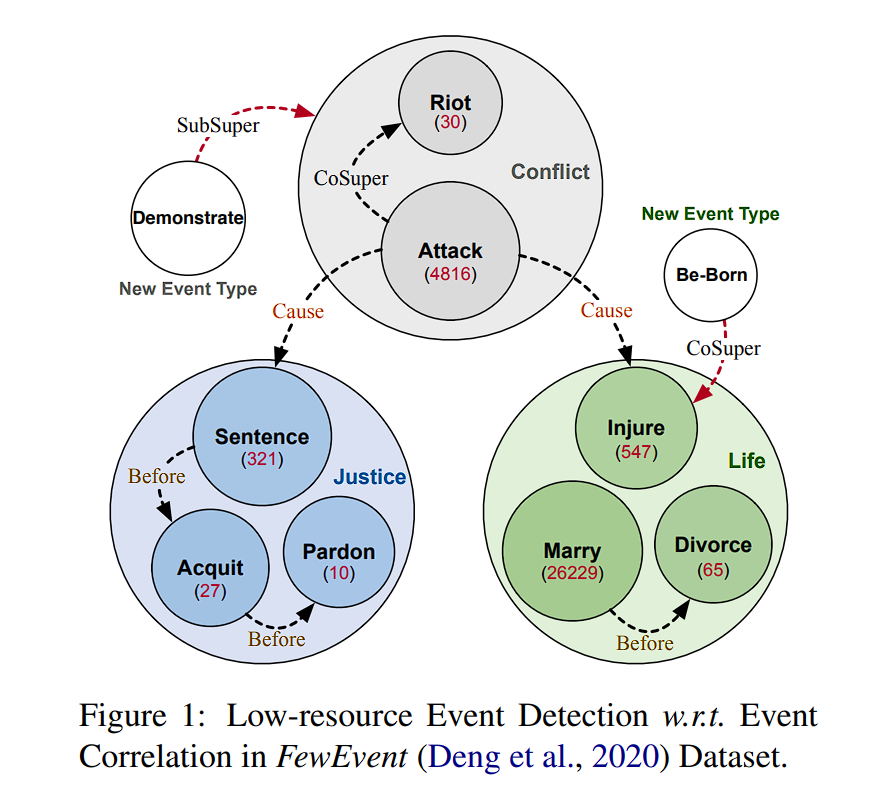 Riot
(30)
SubSuper
CoSuper
Conflict
Demonstrate
New Event Type
Attack
(4816)
New Event Type
Be-Born
Cause
Cause
CoSuper
Sentence
(321)
Before
Justice
Acquit
(27)
Pardon
(10)
Before
Injure
(547)
Life
Marry
(26229)
Divorce
(65)
Before
Figure 1: Low-resource Event Detection w.r.t. Event
Correlation in FewEvent (Deng et al., 2020) Dataset.